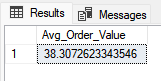 Results Messages
Avg_Order_Value
1 38.3072623343546